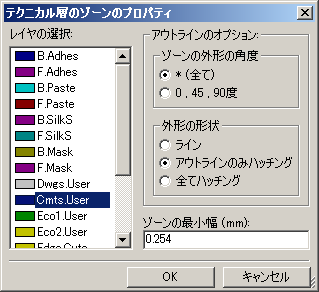 テクニカル層のゾーンのプロパティ
レイヤの選択:
B.Adhes
F.Adhes
B.Paste
F.Paste
B.SilkS
F.SilkS
B.Mask
F.Mask
Dwgs.User
Cmts.User
Eco1.User
Eco2.User
Edge.Cuts
アウトラインのオプション:
ゾーンの外形の角度
* (全て)
0 , 45 , 90度
外形の形状
ライン
アウトラインのみハッチング
全てハッチング
ゾーンの最小幅 (mm):
0.254
OK
キャンセル